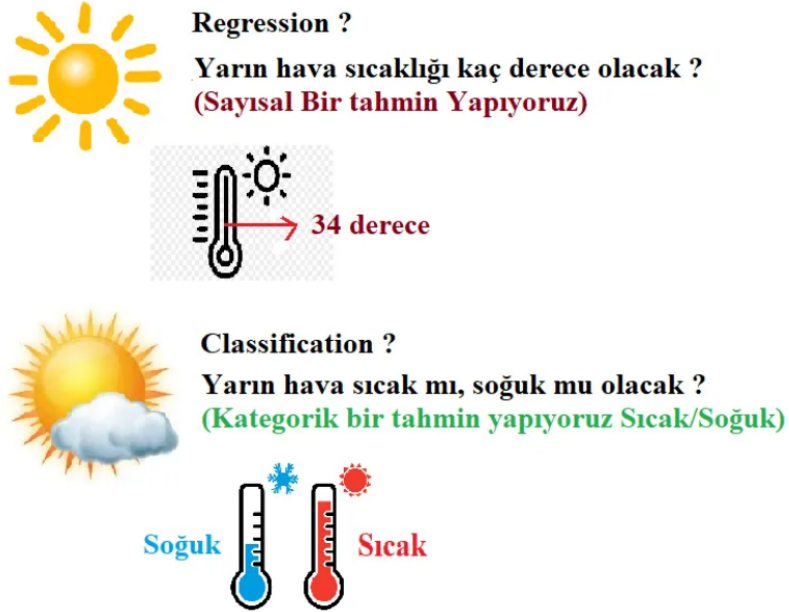 Regression ?
Yarın hava sıcaklığı kaç derece olacak ?
(Sayısal Bir tahmin Yapıyoruz)
34 derece
Classification ?
Yarın hava sıcak mı, soğuk mu olacak ?
(Kategorik bir tahmin yapıyoruz Sıcak/Soğuk)
Soğuk Sıcak